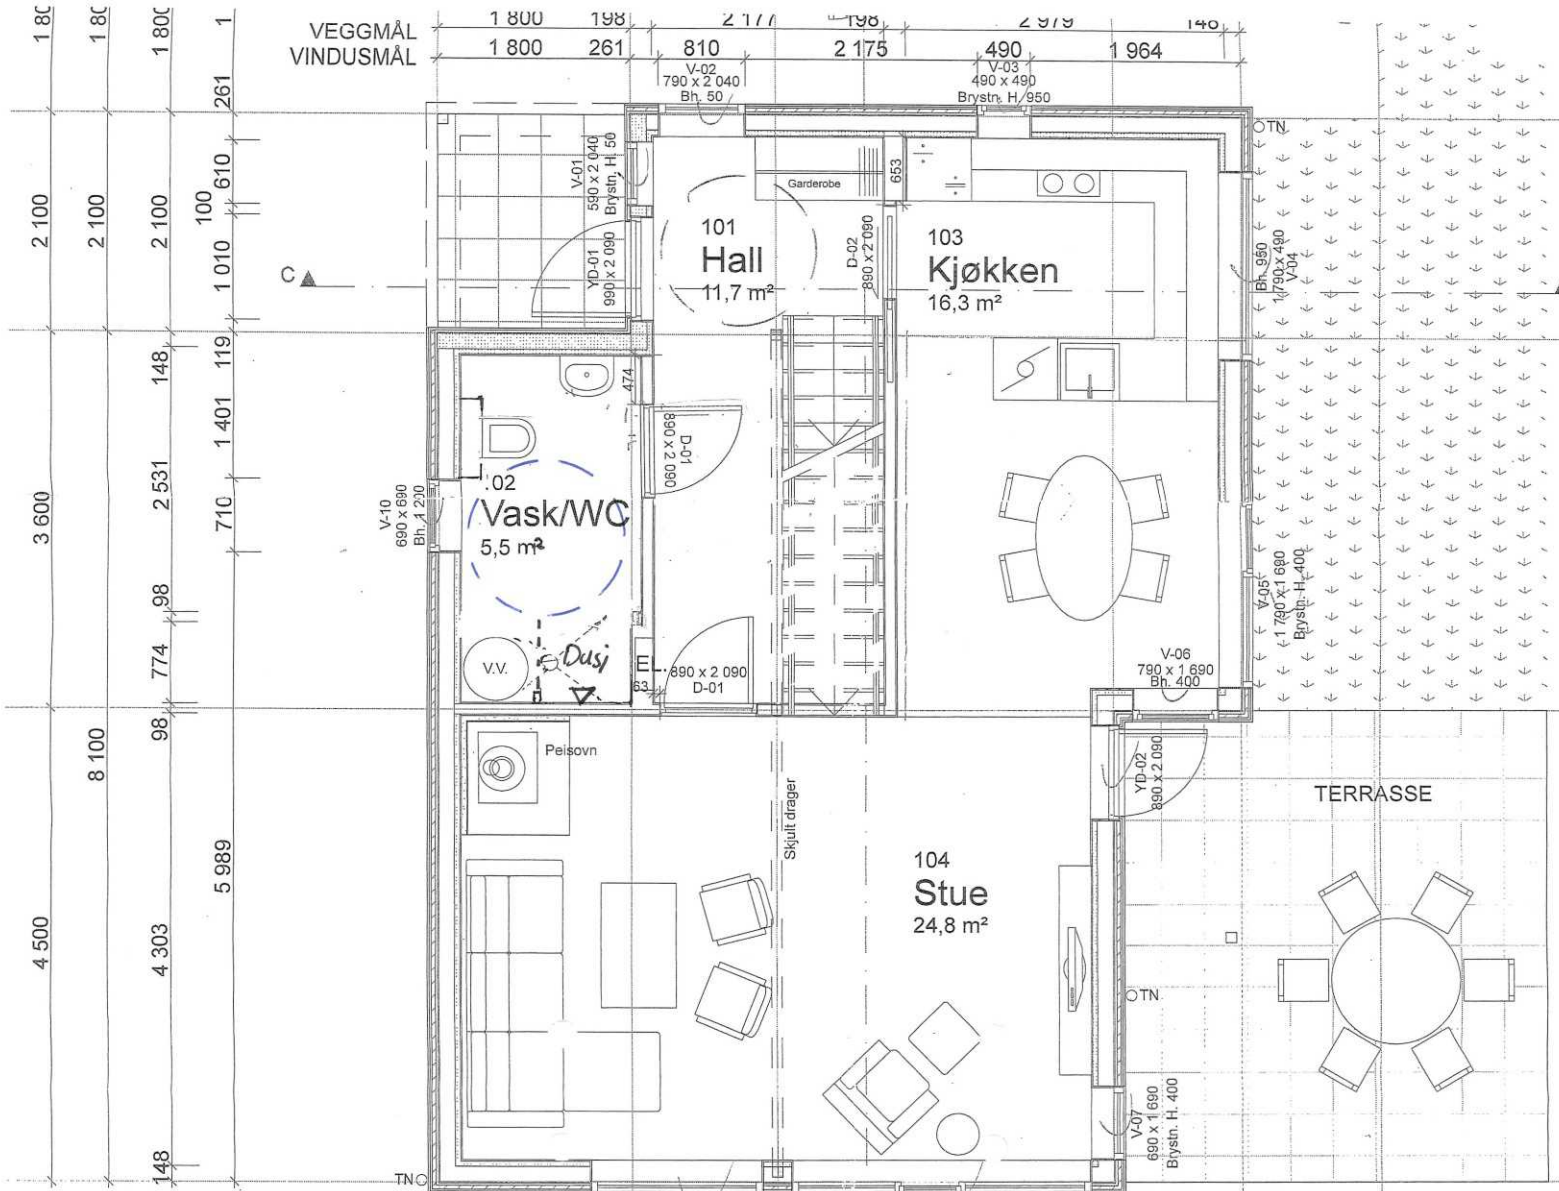 VEGGMÅL
1 800
198
2 177
198
2 979
VINDUSMÅL
1 800
261
810
2 175
490
1 964
V-02
790 x 2 040
Bh. 50
V-03
490 x 490
Brystn. H. 950
261
610
100
1 010
119
1 401
710
5 989
2 100
2 100
2 100
148
2 531
98
774
98
4 303
148
3 600
8 100
4 500
TN
V-01
590 x 2 040
Brystn. H. 50
Garderobe
653
101
Hall
11,7 m²
YD-01
990 x 2 090
D-02
890 x 2 090
103
Kjøkken
16,3 m²
Bh. 950
1 790 x 490
V-04
C
474
D-01
890 x 2 090
.02
Vask/WC
5,5 m²
V-10
690 x 690
Bh. 1 200
V-05
1 790 x 1 690
Brystn. H. 400
V.V.
Dusj
EL.
63
890 x 2 090
D-01
V-06
790 x 1 690
Bh. 400
Peisovn
Skjult drager
YD-02
890 x 2 090
TERRASSE
104
Stue
24,8 m²
TN
V-07
690 x 1 690
Brystn. H. 400
TN